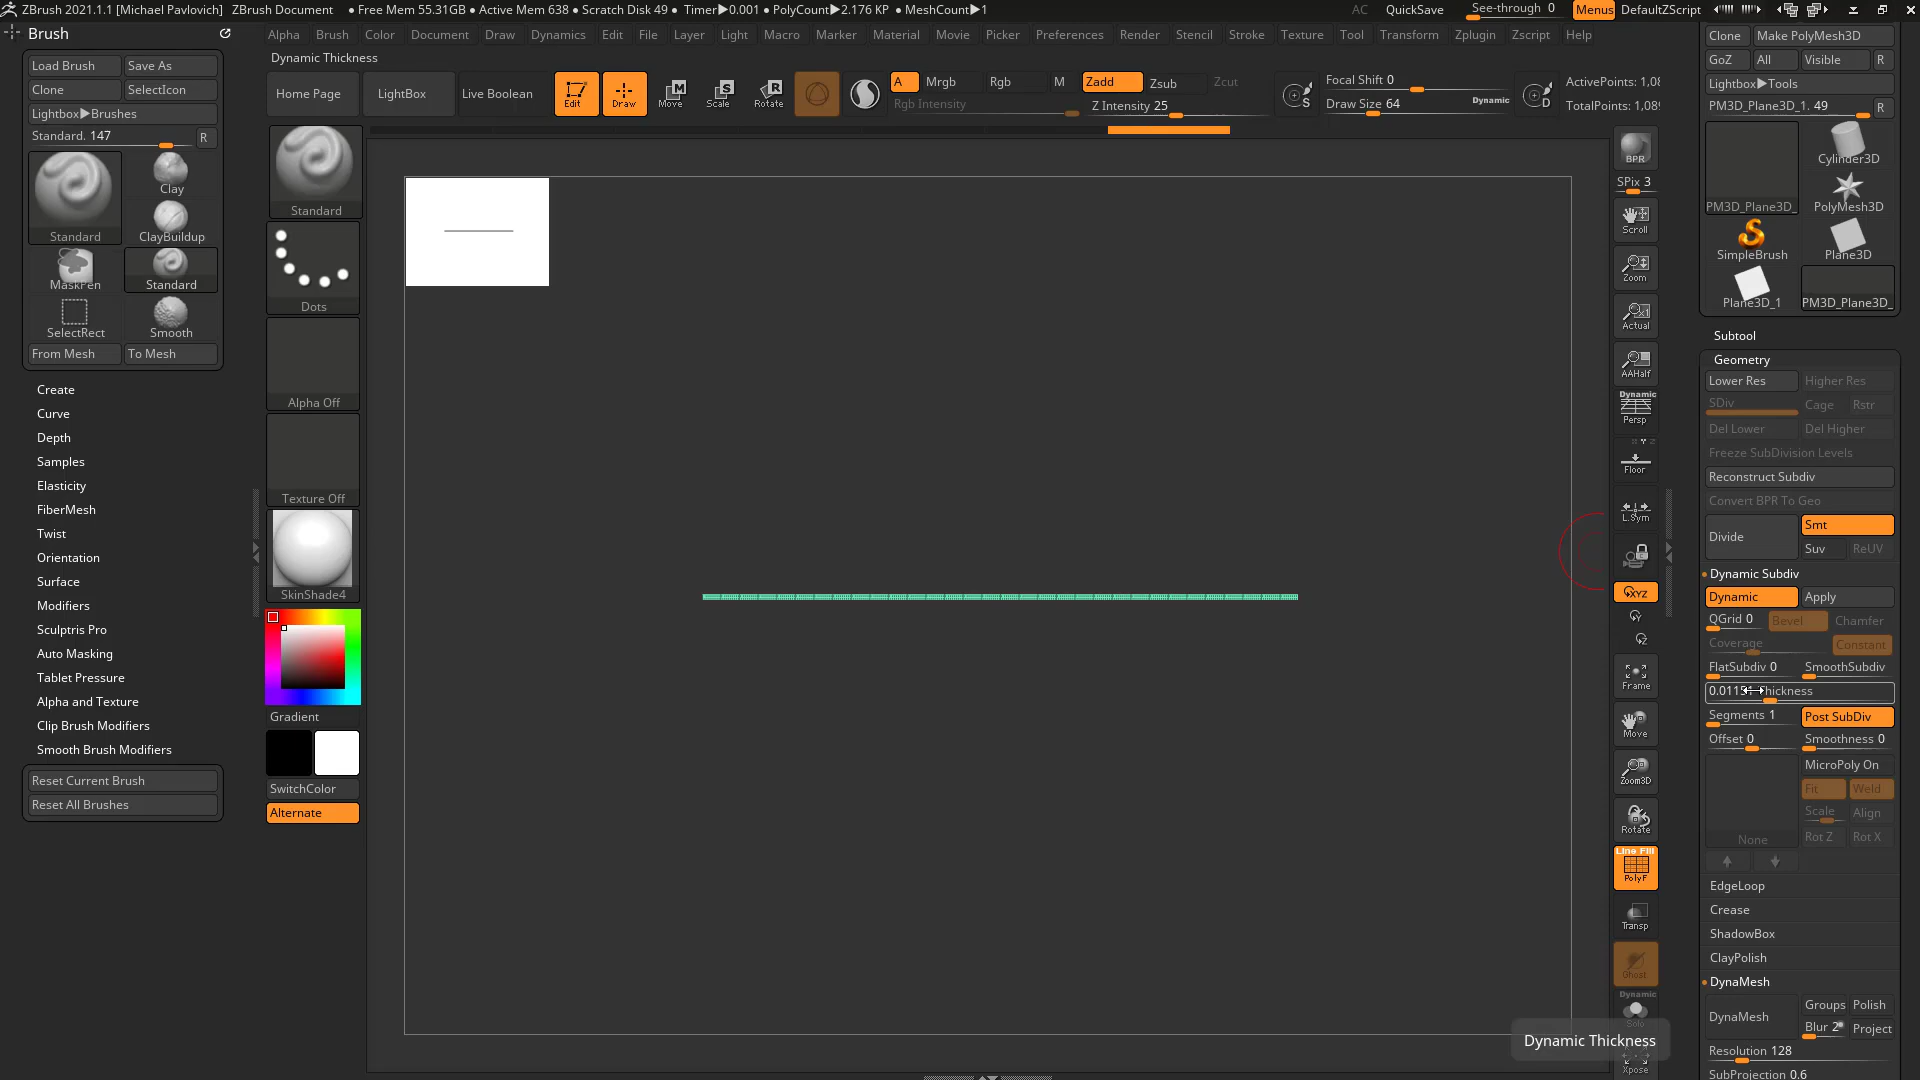 ZBrush 2021.1.1 [Michael Pavlovich] ZBrush Document • Free Mem 55.31GB • Active Mem 638 • Scratch Disk 49 • Timer▶0.001 • PolyCount▶2.176 KP • MeshCount▶1 AC QuickSave See-through 0 Menus DefaultZScript
Brush
Alpha Brush Color Document Draw Dynamics Edit File Layer Light Macro Marker Material Movie Picker Preferences Render Stencil Stroke Texture Tool Transform Zplugin Zscript Help
Dynamic Thickness
Load Brush Save As
Clone SelectIcon
Lightbox▶Brushes
Standard. 147 R
Standard
Clay
ClayBuildup
MaskPen
Standard
SelectRect
Smooth
From Mesh To Mesh
Create
Curve
Depth
Samples
Elasticity
FiberMesh
Twist
Orientation
Surface
Modifiers
Sculptris Pro
Auto Masking
Tablet Pressure
Alpha and Texture
Clip Brush Modifiers
Smooth Brush Modifiers
Reset Current Brush
Reset All Brushes
Home Page LightBox Live Boolean Edit Draw Move Scale Rotate
A Mrgb Rgb M Zadd Zsub Zcut
Rgb Intensity Z Intensity 25
Focal Shift 0
Draw Size 64 Dynamic
S
D
ActivePoints: 1,08
TotalPoints: 1,08
Standard
Dots
Alpha Off
Texture Off
SkinShade4
Gradient
SwitchColor
Alternate
BPR
SPix 3
Scroll
Zoom
Actual
AAHalf
Dynamic
Persp
Floor
L.Sym
XYZ
Y
Z
Frame
Move
Zoom3D
Rotate
Line Fill
PolyF
Transp
Ghost
Dynamic
Solo
Xpose
Dynamic Thickness
Clone Make PolyMesh3D
GoZ All Visible R
Lightbox▶Tools
PM3D_Plane3D_1. 49 R
PM3D_Plane3D_
Cylinder3D
PolyMesh3D
SimpleBrush
Plane3D
Plane3D_1
PM3D_Plane3D_
Subtool
Geometry
Lower Res Higher Res
SDiv Cage Rstr
Del Lower Del Higher
Freeze SubDivision Levels
Reconstruct Subdiv
Convert BPR To Geo
Divide Smt
Suv ReUV
Dynamic Subdiv
Dynamic Apply
QGrid 0 Bevel Chamfer
Coverage Constant
FlatSubdiv 0 SmoothSubdiv
Thickness
Segments 1 Post SubDiv
Offset 0 Smoothness 0
MicroPoly On
Fit Weld
Scale Align
None Rot Z Rot X
EdgeLoop
Crease
ShadowBox
ClayPolish
DynaMesh
DynaMesh Groups Polish
Blur 2 Project
Resolution 128
SubProjection 0.6